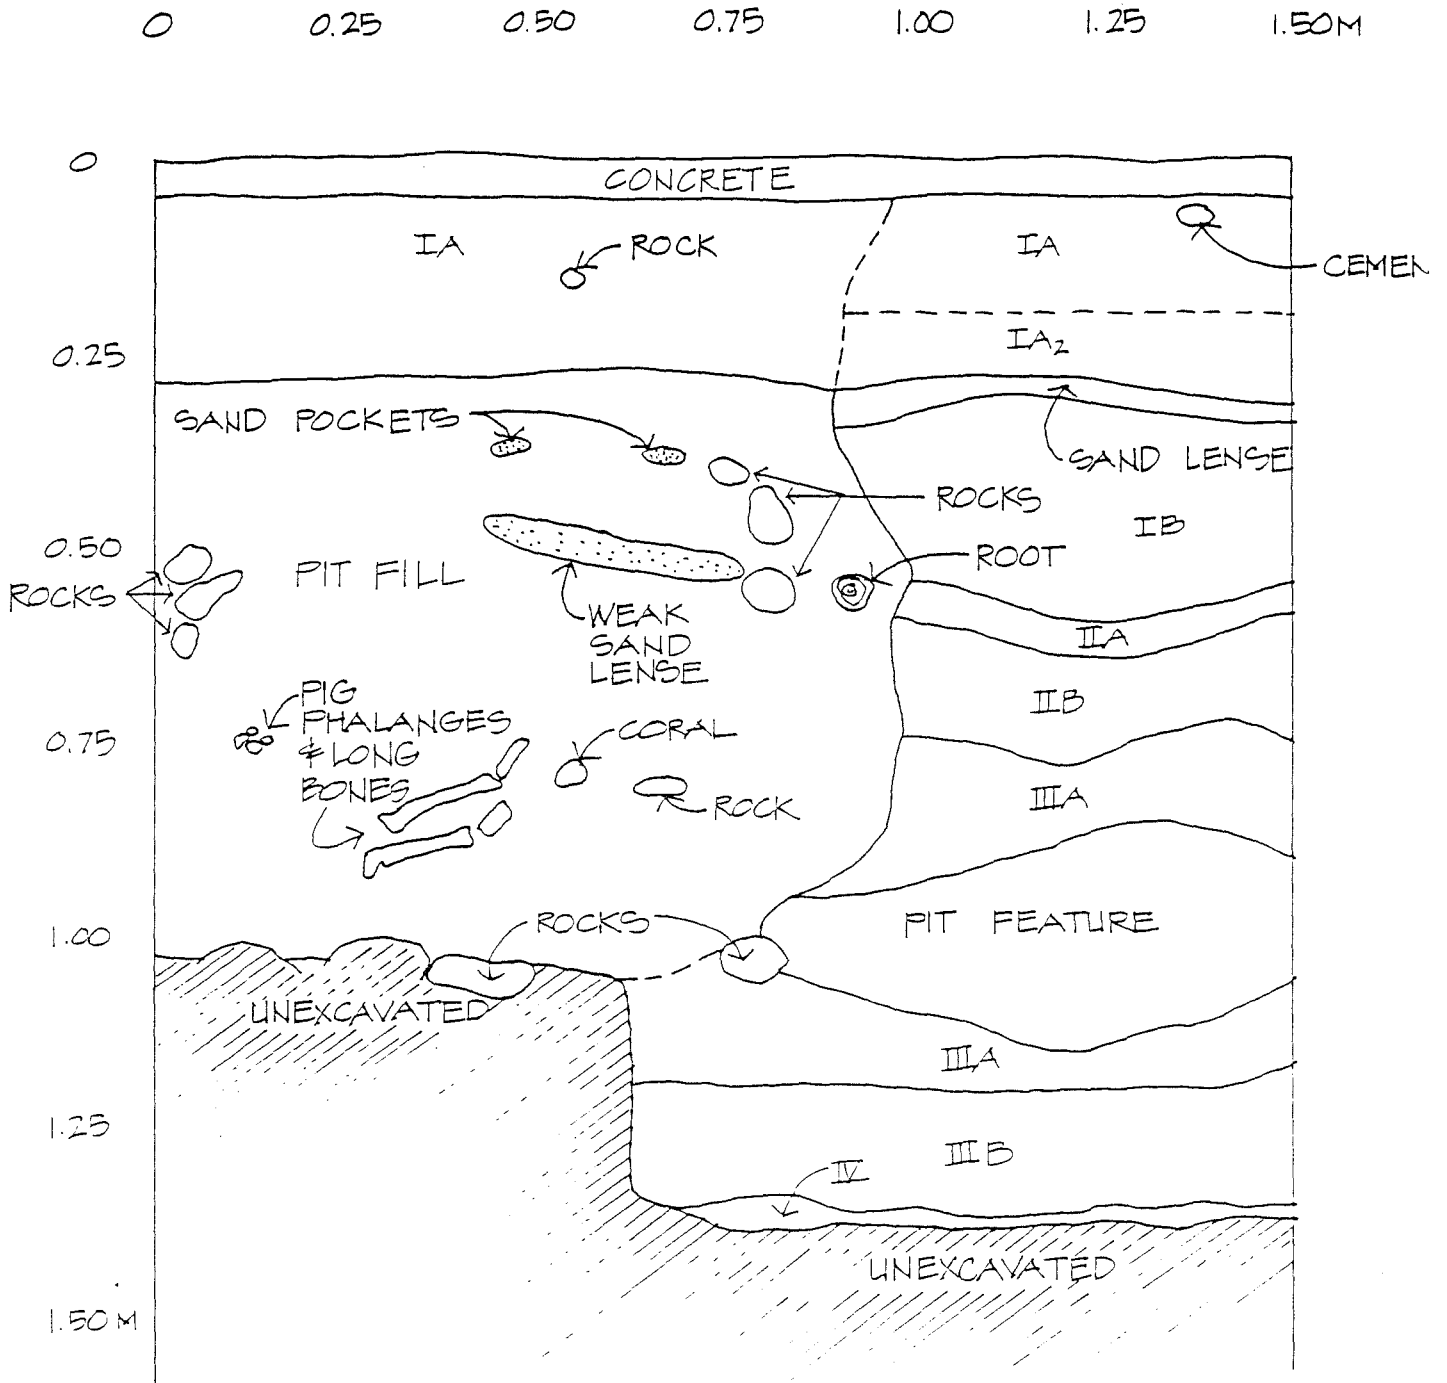 0 0.25 0.50 0.75 1.00 1.25 1.50M
0
CONCRETE
IA
ROCK
IA
CEMEN
0.25
IA2
SAND POCKETS
SAND LENSE
ROCKS
IB
0.50
ROOT
PIT FILL
ROCKS
WEAK
SAND
LENSE
IIA
PIG
PHALANGES
& LONG
BONES
IIB
0.75
CORAL
ROCK
IIIA
1.00
ROCKS
PIT FEATURE
UNEXCAVATED
IIIA
1.25
IIIB
IV
UNEXCAVATED
1.50 M